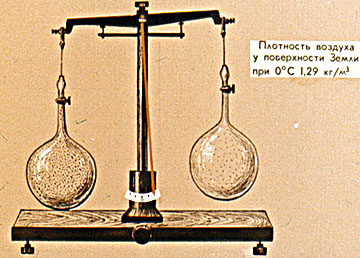 Плотность воздуха
у поверхности Земли
при 0°С 1,29 кг/м³